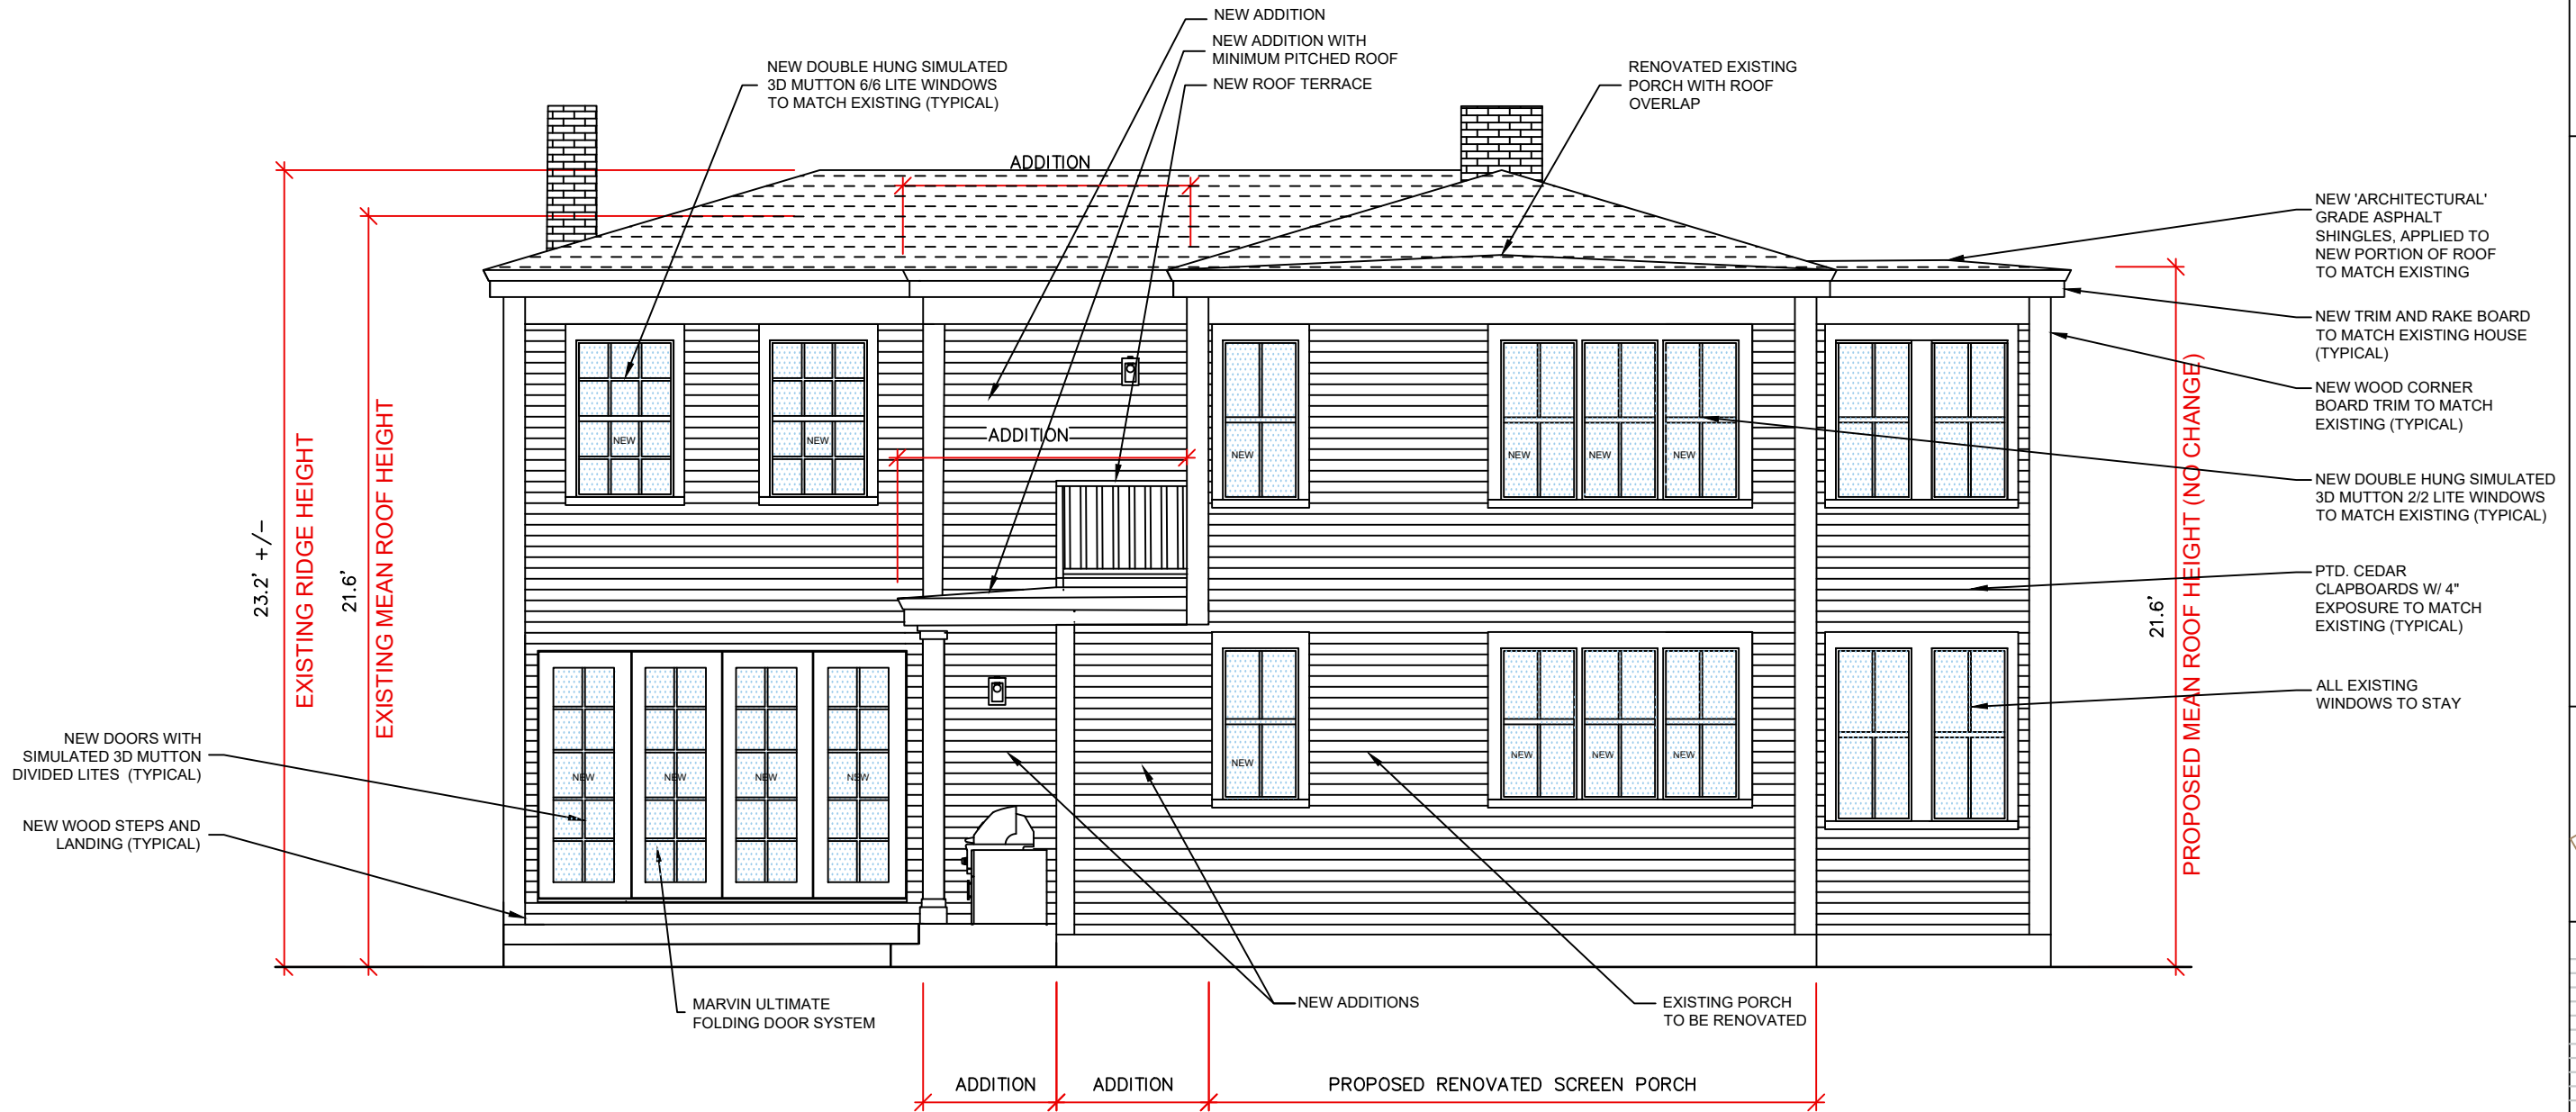 NEW ADDITION
NEW ADDITION WITH
MINIMUM PITCHED ROOF
NEW ROOF TERRACE
NEW DOUBLE HUNG SIMULATED
3D MUTTON 6/6 LITE WINDOWS
TO MATCH EXISTING (TYPICAL)
RENOVATED EXISTING
PORCH WITH ROOF
OVERLAP
ADDITION
NEW 'ARCHITECTURAL'
GRADE ASPHALT
SHINGLES, APPLIED TO
NEW PORTION OF ROOF
TO MATCH EXISTING
NEW TRIM AND RAKE BOARD
TO MATCH EXISTING HOUSE
(TYPICAL)
NEW WOOD CORNER
BOARD TRIM TO MATCH
EXISTING (TYPICAL)
NEW DOUBLE HUNG SIMULATED
3D MUTTON 2/2 LITE WINDOWS
TO MATCH EXISTING (TYPICAL)
PTD. CEDAR
CLAPBOARDS W/ 4"
EXPOSURE TO MATCH
EXISTING (TYPICAL)
ALL EXISTING
WINDOWS TO STAY
23.2' +/-
EXISTING RIDGE HEIGHT
21.6'
EXISTING MEAN ROOF HEIGHT
21.6'
PROPOSED MEAN ROOF HEIGHT (NO CHANGE)
ADDITION
NEW
NEW
NEW
NEW
NEW
NEW
NEW
NEW
NEW
NEW
NEW
NEW
NEW
NEW
NEW DOORS WITH
SIMULATED 3D MUTTON
DIVIDED LITES (TYPICAL)
NEW WOOD STEPS AND
LANDING (TYPICAL)
MARVIN ULTIMATE
FOLDING DOOR SYSTEM
NEW ADDITIONS
EXISTING PORCH
TO BE RENOVATED
ADDITION
ADDITION
PROPOSED RENOVATED SCREEN PORCH